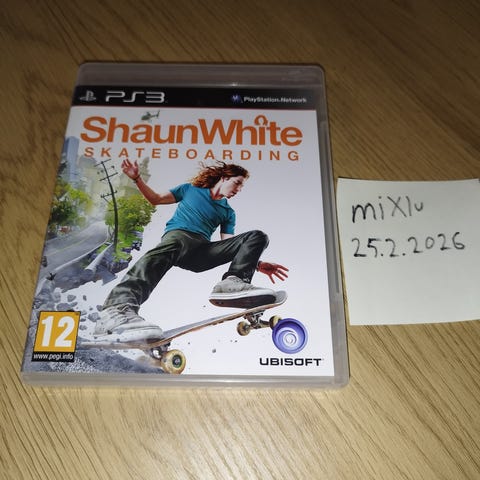 PS3
PlayStation®Network
ShaunWhite
SKATEBOARDING
12
www.pegi.info
UBISOFT
mixlu
25.2.2026